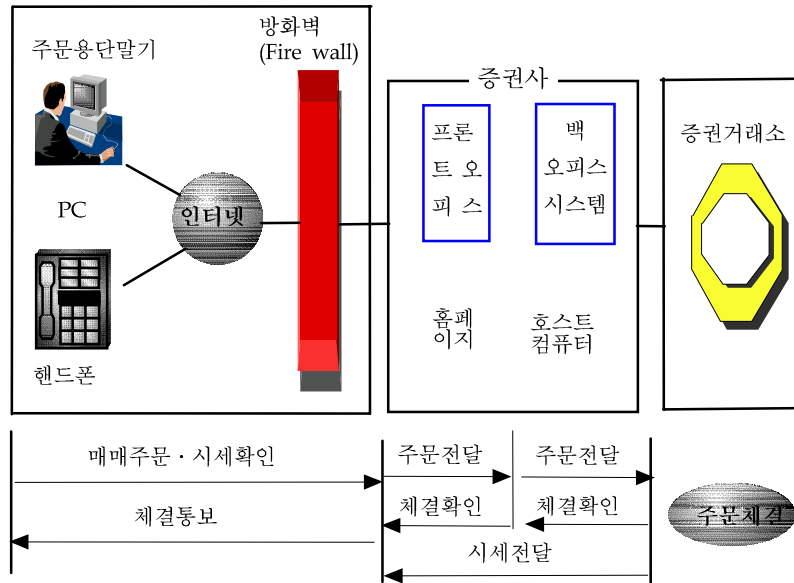 주문용단말기
방화벽
(Fire wall)
PC
인터넷
핸드폰
증권사
프론
트 오
피 스
백
오피스
시스템
홈페
이지
호스트
컴퓨터
증권거래소
매매주문 · 시세확인
주문전달
주문전달
체결통보
체결확인
체결확인
시세전달
주문체결